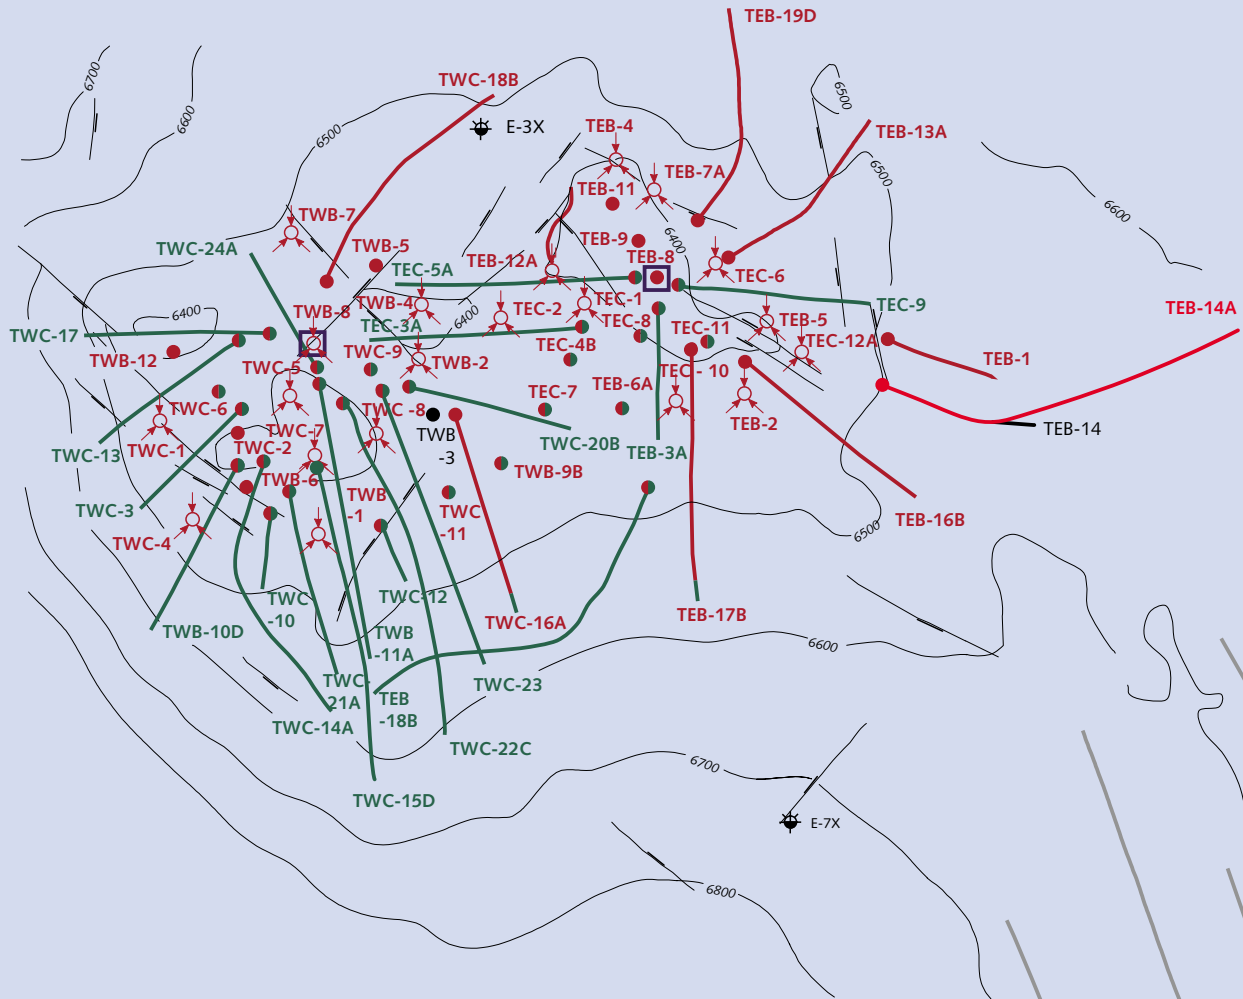 TEB-19D
6700
TWC-18B
6600
6500
E-3X
TEB-4
6500
TEB-13A
TEB-7A
6500
TEB-11
6600
TWB-7
TEB-9
6400
TWC-24A
TWB-5
TEB-12A
TEB-8
TEC-5A
TEC-6
TWB-4
TEC-1
TEC-9
TEB-14A
TWB-8
6400
6400
TEC-2
TEC-3A
TEC-8
TEB-5
TEC-11
TEC-12A
TWC-17
TEC-4B
TWB-12
TWC-9
TWB-2
TEB-1
TWC-5
TEC- 10
TEB-6A
TEC-7
TWC-6
TWC -8
TEB-2
TEB-14
TWC-7
TWB
-3
TWC-20B
TWC-1
TWC-2
TEB-3A
TWC-13
TWB-9B
TWB-6
TWB
-1
TWC
-11
TWC-3
TEB-16B
6500
TWC-4
TWC-12
TWC
-10
TEB-17B
TWC-16A
TWB-10D
TWB
-11A
6600
TWC-
21A
TWC-23
TEB
-18B
TWC-14A
TWC-22C
6700
TWC-15D
E-7X
6800